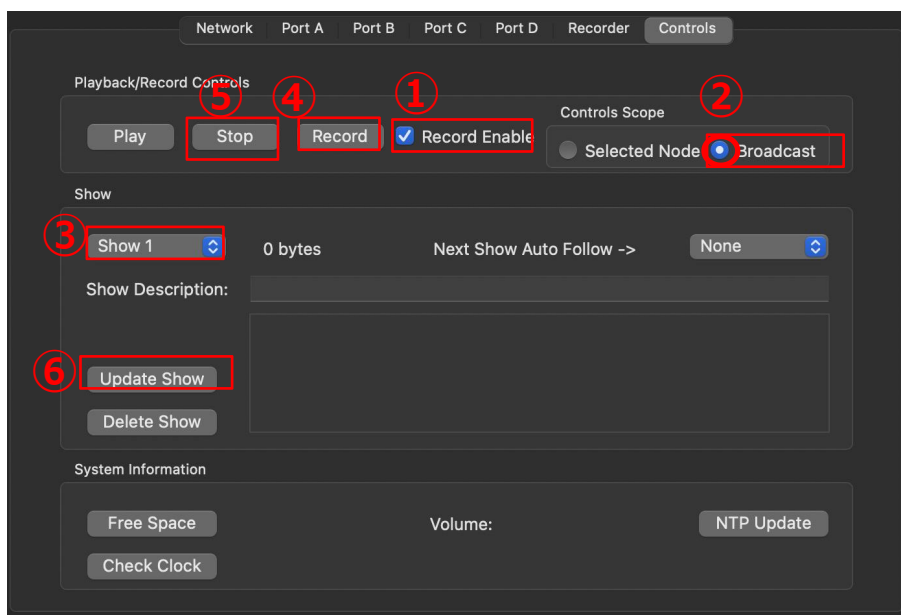 Network Port A Port B Port C Port D Recorder Controls
Playback/Record Controls
⑤ ④ ① ②
Controls Scope
Play Stop Record Record Enable Selected Node Broadcast
Show
③ Show 1 0 bytes Next Show Auto Follow -> None
Show Description:
⑥ Update Show
Delete Show
System Information
Free Space Volume: NTP Update
Check Clock